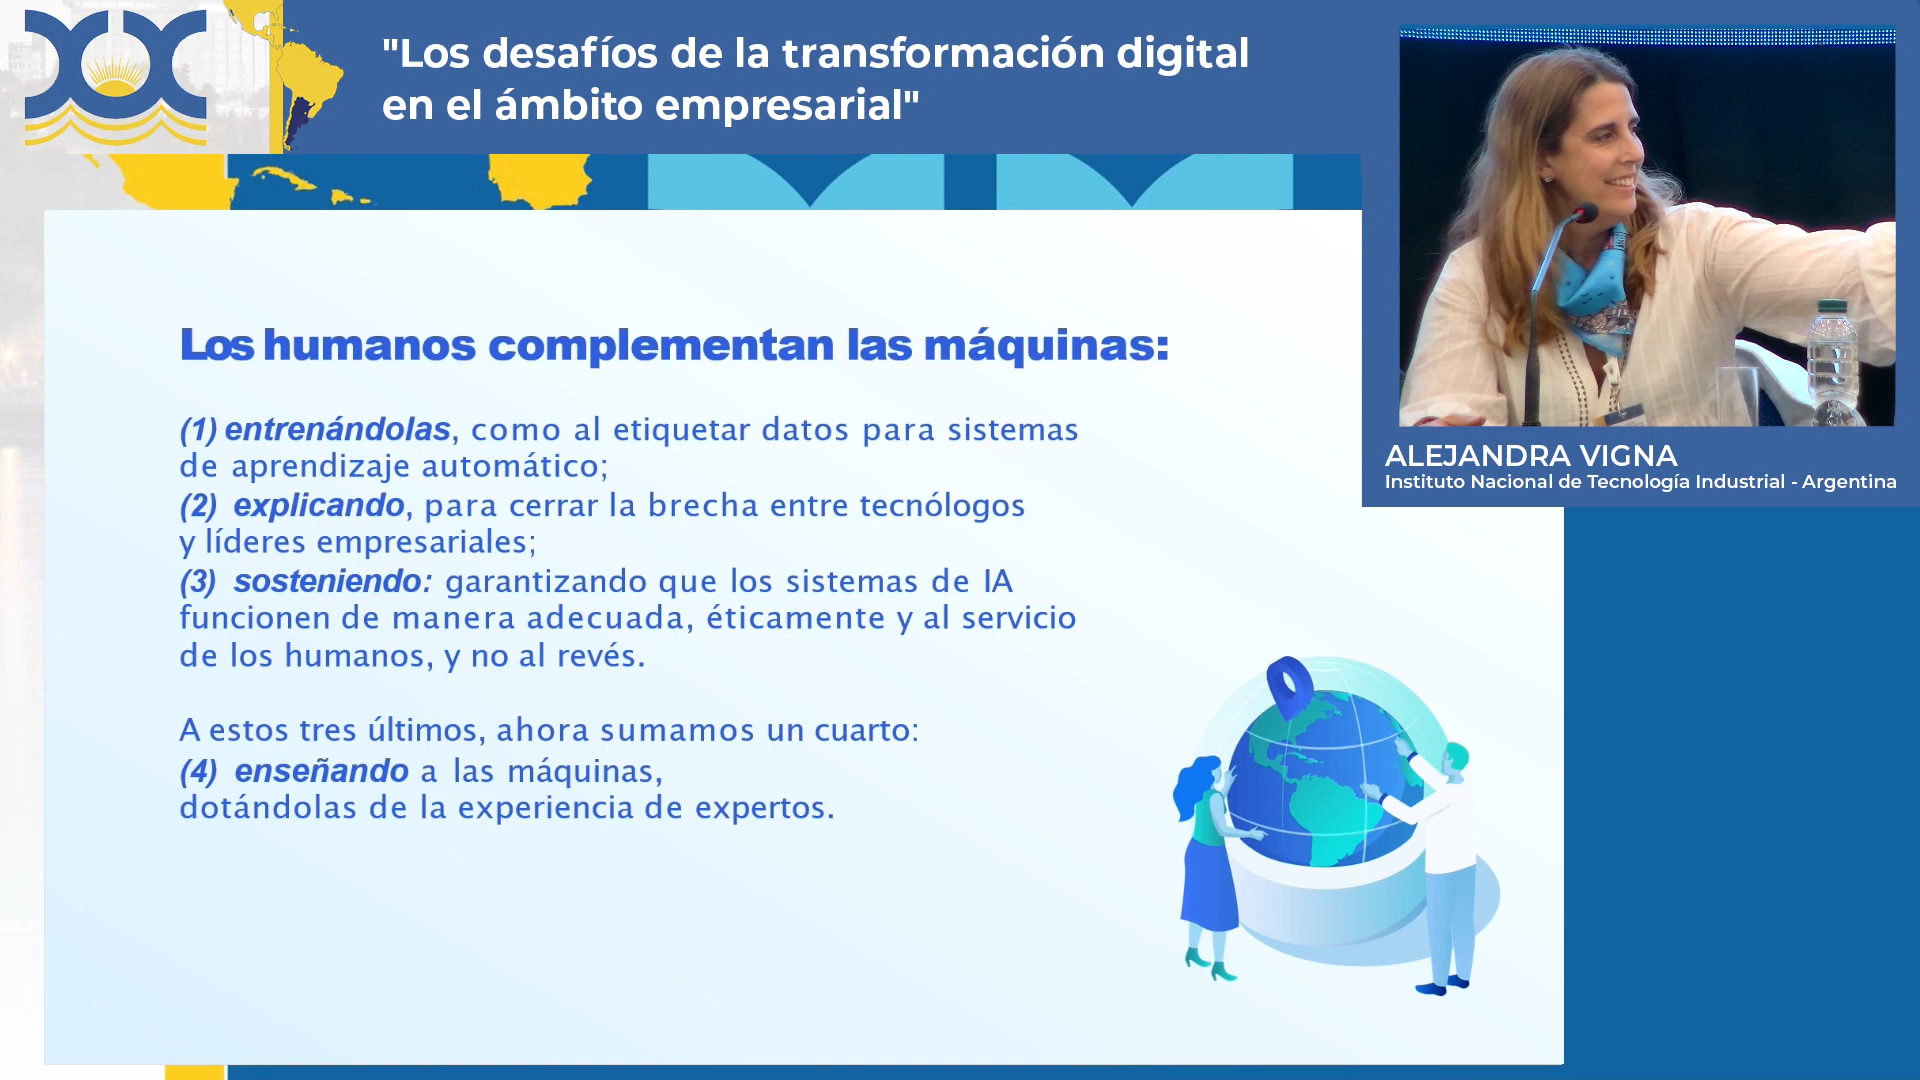 "Los desafíos de la transformación digital
en el ámbito empresarial"
Los humanos complementan las máquinas:
(1) entrenándolas, como al etiquetar datos para sistemas
de aprendizaje automático;
(2) explicando, para cerrar la brecha entre tecnólogos
y líderes empresariales;
(3) sosteniendo: garantizando que los sistemas de IA
funcionen de manera adecuada, éticamente y al servicio
de los humanos, y no al revés.
A estos tres últimos, ahora sumamos un cuarto:
(4) enseñando a las máquinas,
dotándolas de la experiencia de expertos.
ALEJANDRA VIGNA
Instituto Nacional de Tecnología Industrial - Argentina